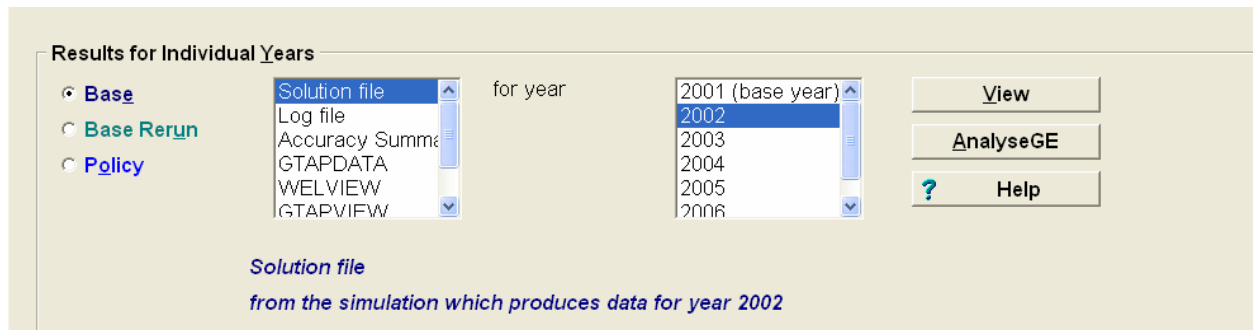 Results for Individual Years
Base
Base Rerun
Policy
Solution file
Log file
Accuracy Summa
GTAPDATA
WELVIEW
GTAPVIEW
for year
2001 (base year)
2002
2003
2004
2005
2006
View
AnalyseGE
? Help
Solution file
from the simulation which produces data for year 2002